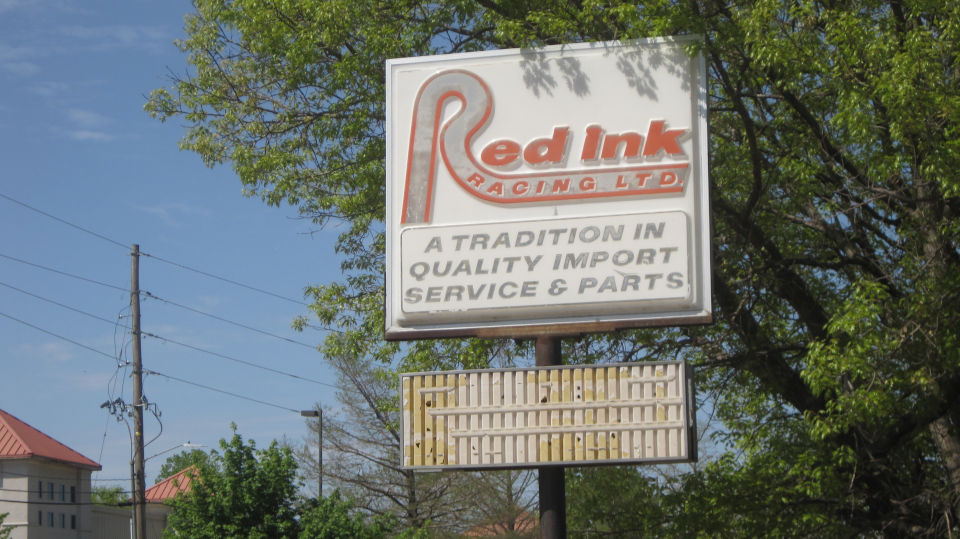 Red Ink
RACING LTD.
A TRADITION IN
QUALITY IMPORT
SERVICE & PARTS